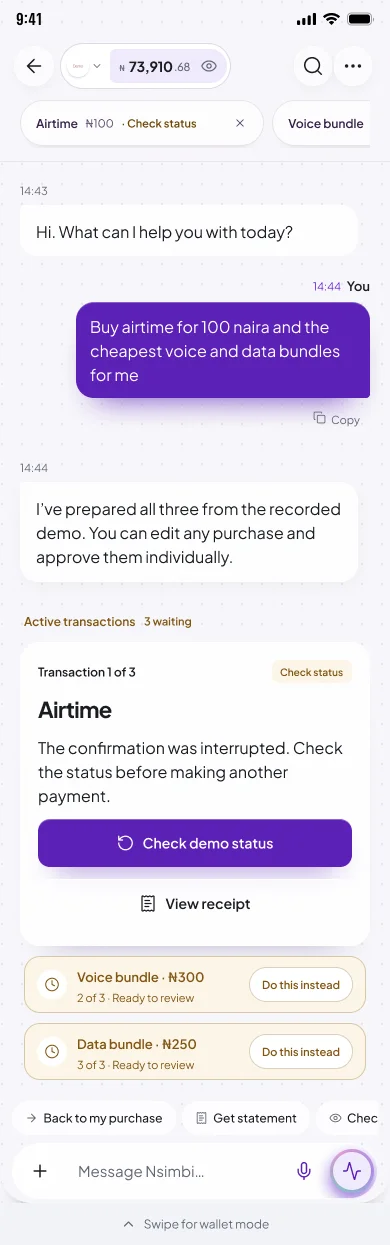 9:41
₦ 73,910.68
Airtime ₦100 · Check status
Voice bundle
14:43
Hi. What can I help you with today?
14:44 You
Buy airtime for 100 naira and the
cheapest voice and data bundles
for me
Copy
14:44
I’ve prepared all three from the recorded
demo. You can edit any purchase and
approve them individually.
Active transactions 3 waiting
Transaction 1 of 3 Check status
Airtime
The confirmation was interrupted. Check
the status before making another
payment.
Check demo status
View receipt
Voice bundle · ₦300
2 of 3 · Ready to review
Do this instead
Data bundle · ₦250
3 of 3 · Ready to review
Do this instead
Back to my purchase
Get statement
Chec
Message Nsimbi...
Swipe for wallet mode